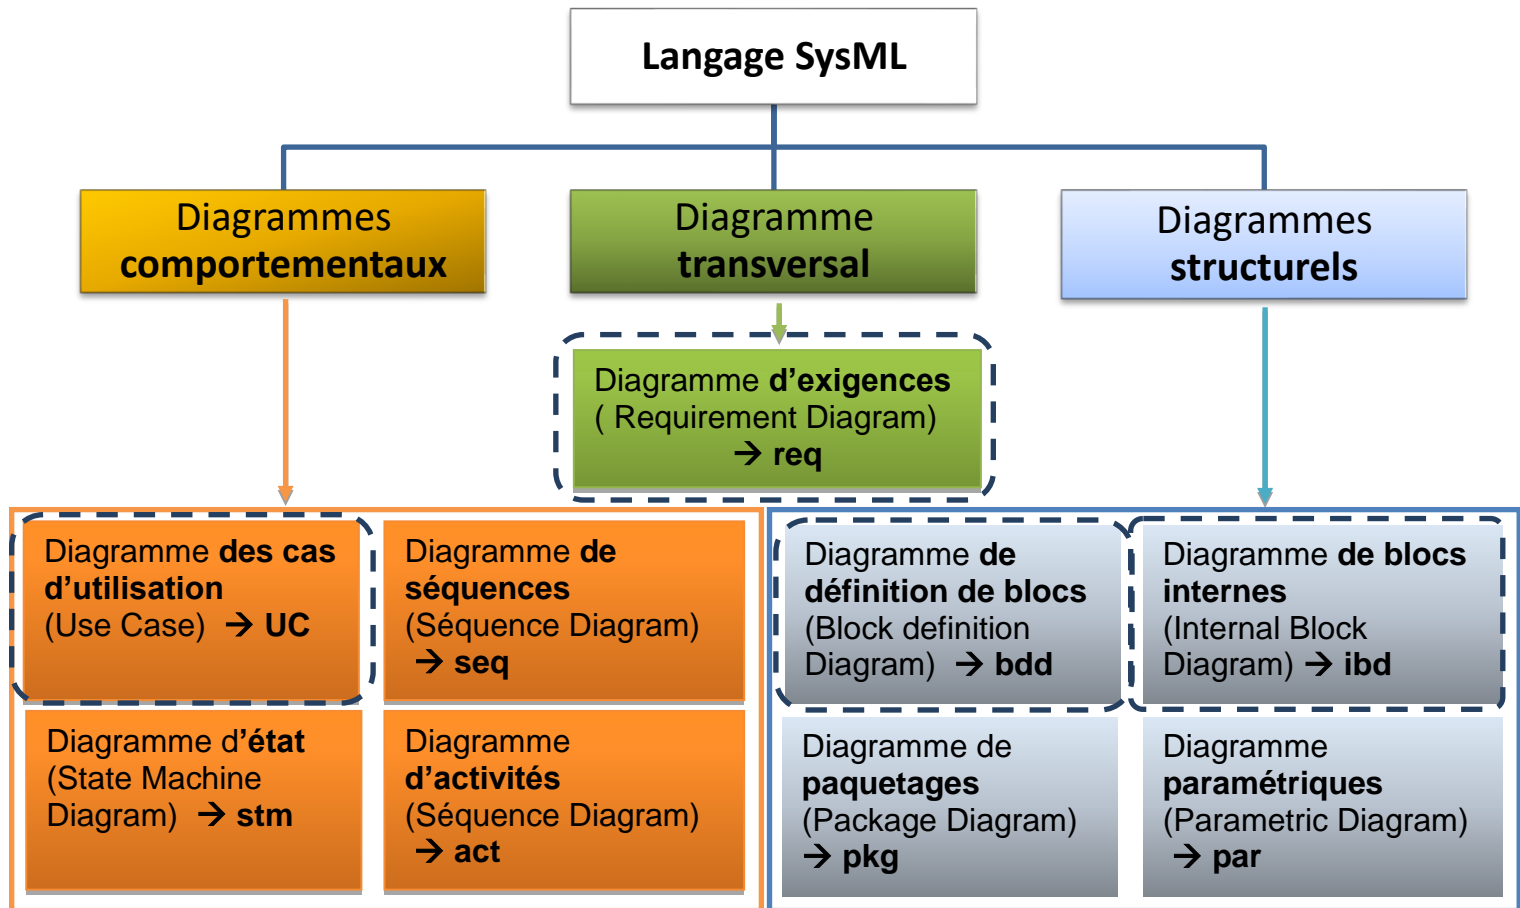 Langage SysML
Diagrammes
comportementaux
Diagramme
transversal
Diagrammes
structurels
Diagramme d’exigences
( Requirement Diagram)
→ req
Diagramme des cas
d’utilisation
(Use Case) → UC
Diagramme de
séquences
(Séquence Diagram)
→ seq
Diagramme d’état
(State Machine
Diagram) → stm
Diagramme
d’activités
(Séquence Diagram)
→ act
Diagramme de
définition de blocs
(Block definition
Diagram) → bdd
Diagramme de blocs
internes
(Internal Block
Diagram) → ibd
Diagramme de
paquetages
(Package Diagram)
→ pkg
Diagramme
paramétriques
(Parametric Diagram)
→ par